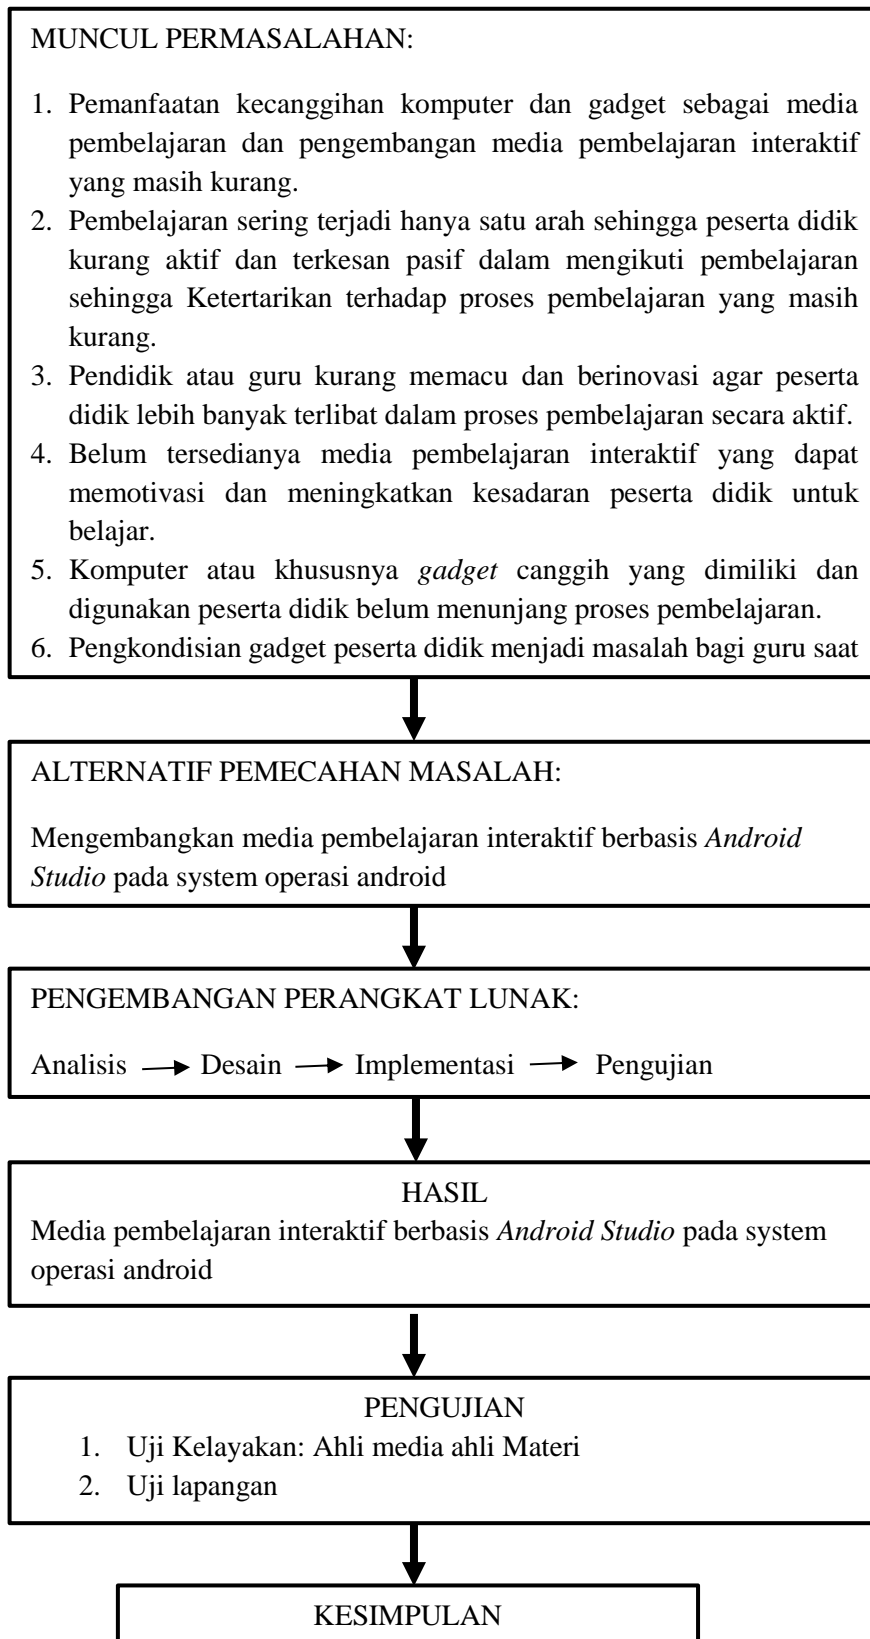 MUNCUL PERMASALAHAN:
1. Pemanfaatan kecanggihan komputer dan gadget sebagai media
pembelajaran dan pengembangan media pembelajaran interaktif
yang masih kurang.
2. Pembelajaran sering terjadi hanya satu arah sehingga peserta didik
kurang aktif dan terkesan pasif dalam mengikuti pembelajaran
sehingga Ketertarikan terhadap proses pembelajaran yang masih
kurang.
3. Pendidik atau guru kurang memacu dan berinovasi agar peserta
didik lebih banyak terlibat dalam proses pembelajaran secara aktif.
4. Belum tersedianya media pembelajaran interaktif yang dapat
memotivasi dan meningkatkan kesadaran peserta didik untuk
belajar.
5. Komputer atau khususnya gadget canggih yang dimiliki dan
digunakan peserta didik belum menunjang proses pembelajaran.
6. Pengkondisian gadget peserta didik menjadi masalah bagi guru saat
ALTERNATIF PEMECAHAN MASALAH:
Mengembangkan media pembelajaran interaktif berbasis Android
Studio pada system operasi android
PENGEMBANGAN PERANGKAT LUNAK:
Analisis → Desain → Implementasi → Pengujian
HASIL
Media pembelajaran interaktif berbasis Android Studio pada system
operasi android
PENGUJIAN
1. Uji Kelayakan: Ahli media ahli Materi
2. Uji lapangan
KESIMPULAN